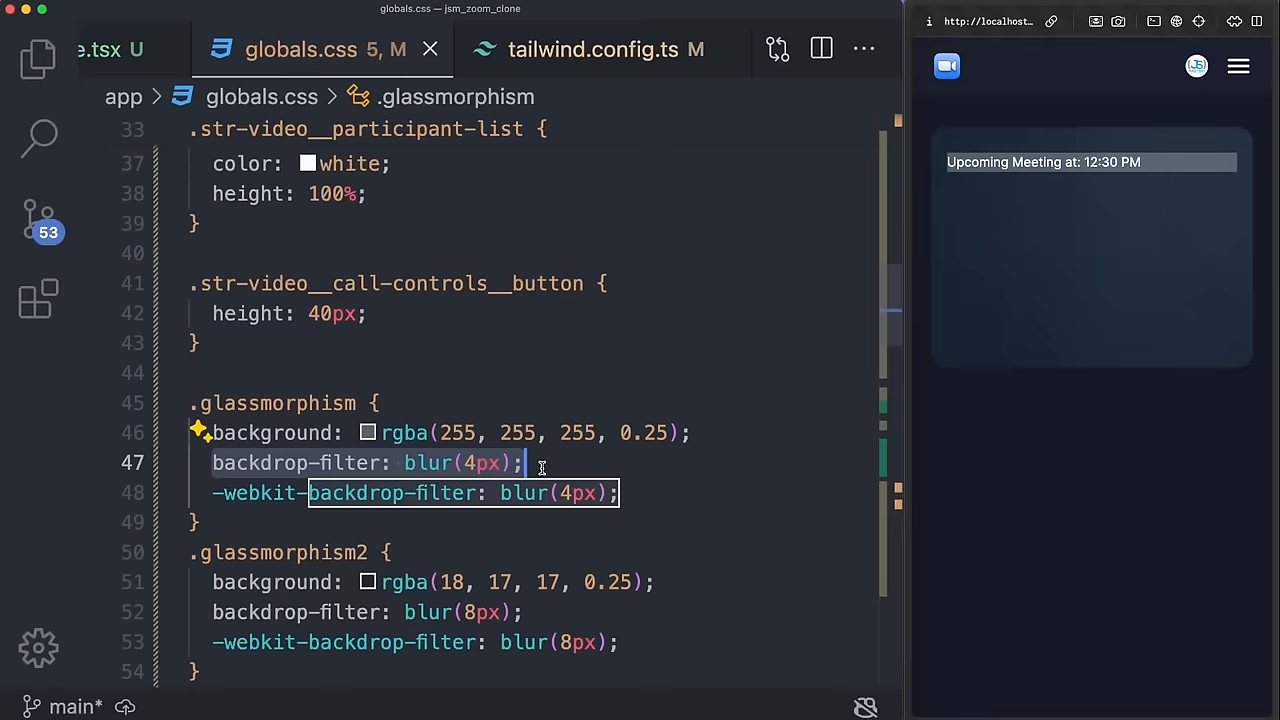 globals.css — jsm_zoom_clone
e.tsx U
globals.css 5, M
tailwind.config.ts M
http://localhost...
app > globals.css > .glassmorphism
33 .str-video__participant-list {
37 color: white;
38 height: 100%;
39 }
40
41 .str-video__call-controls__button {
42 height: 40px;
43 }
44
45 .glassmorphism {
46 background: rgba(255, 255, 255, 0.25);
47 backdrop-filter: blur(4px);
48 -webkit-backdrop-filter: blur(4px);
49 }
50 .glassmorphism2 {
51 background: rgba(18, 17, 17, 0.25);
52 backdrop-filter: blur(8px);
53 -webkit-backdrop-filter: blur(8px);
54 }
53
main*
JS
Upcoming Meeting at: 12:30 PM